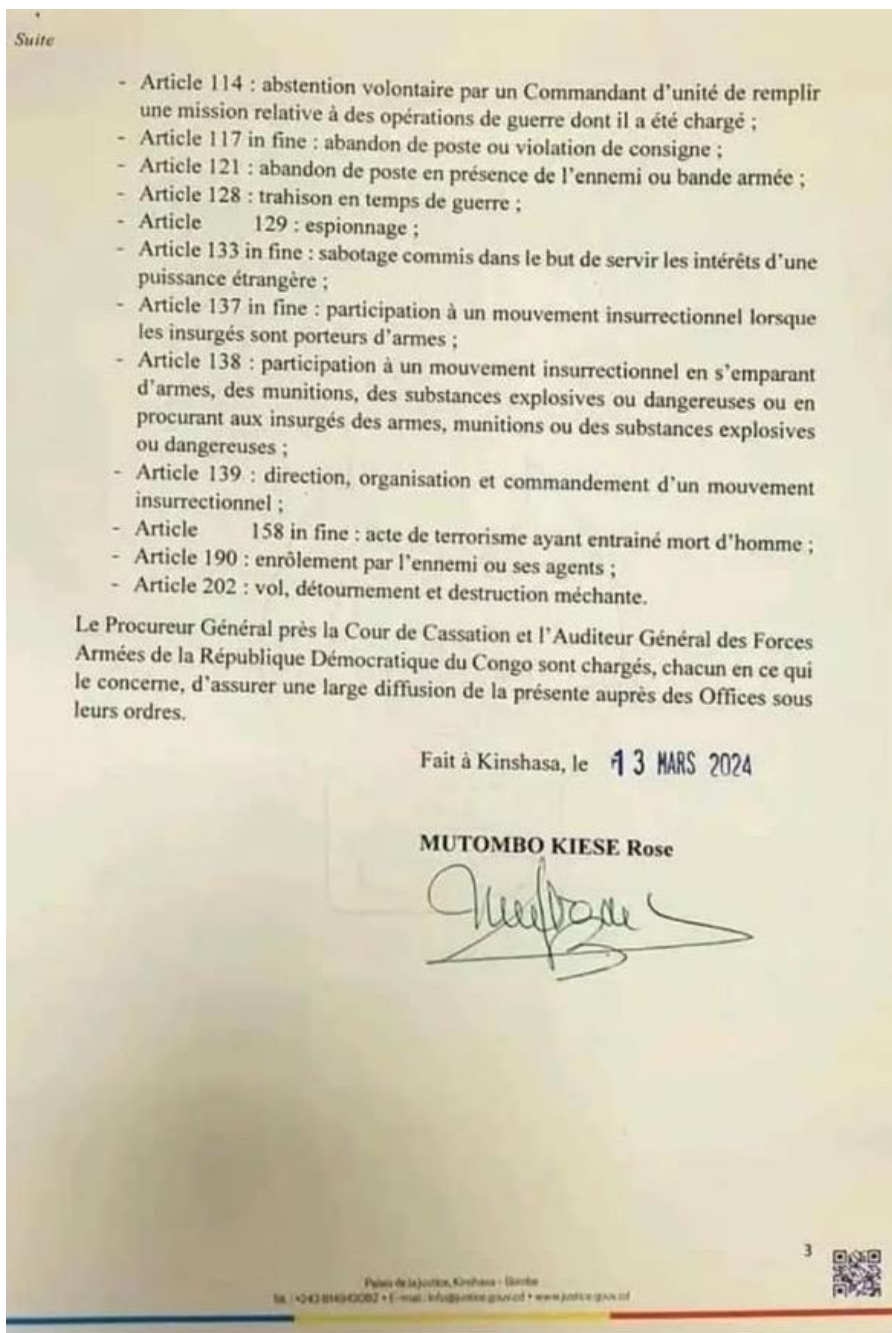 Suite
- Article 114 : abstention volontaire par un Commandant d'unité de remplir
une mission relative à des opérations de guerre dont il a été chargé ;
- Article 117 in fine : abandon de poste ou violation de consigne ;
- Article 121 : abandon de poste en présence de l'ennemi ou bande armée ;
- Article 128 : trahison en temps de guerre ;
- Article 129 : espionnage ;
- Article 133 in fine : sabotage commis dans le but de servir les intérêts d'une
puissance étrangère ;
- Article 137 in fine : participation à un mouvement insurrectionnel lorsque
les insurgés sont porteurs d'armes ;
- Article 138 : participation à un mouvement insurrectionnel en s'emparant
d'armes, des munitions, des substances explosives ou dangereuses ou en
procurant aux insurgés des armes, munitions ou des substances explosives
ou dangereuses ;
- Article 139 : direction, organisation et commandement d'un mouvement
insurrectionnel ;
- Article 158 in fine : acte de terrorisme ayant entrainé mort d'homme ;
- Article 190 : enrôlement par l'ennemi ou ses agents ;
- Article 202 : vol, détournement et destruction méchante.
Le Procureur Général près la Cour de Cassation et l'Auditeur Général des Forces
Armées de la République Démocratique du Congo sont chargés, chacun en ce qui
le concerne, d'assurer une large diffusion de la présente auprès des Offices sous
leurs ordres.
Fait à Kinshasa, le 13 MARS 2024
MUTOMBO KIESE Rose
3
Palais de la Justice, Kinshasa - Gombe
E-mail : info@justice.gouv.cd • www.justice.gouv.cd